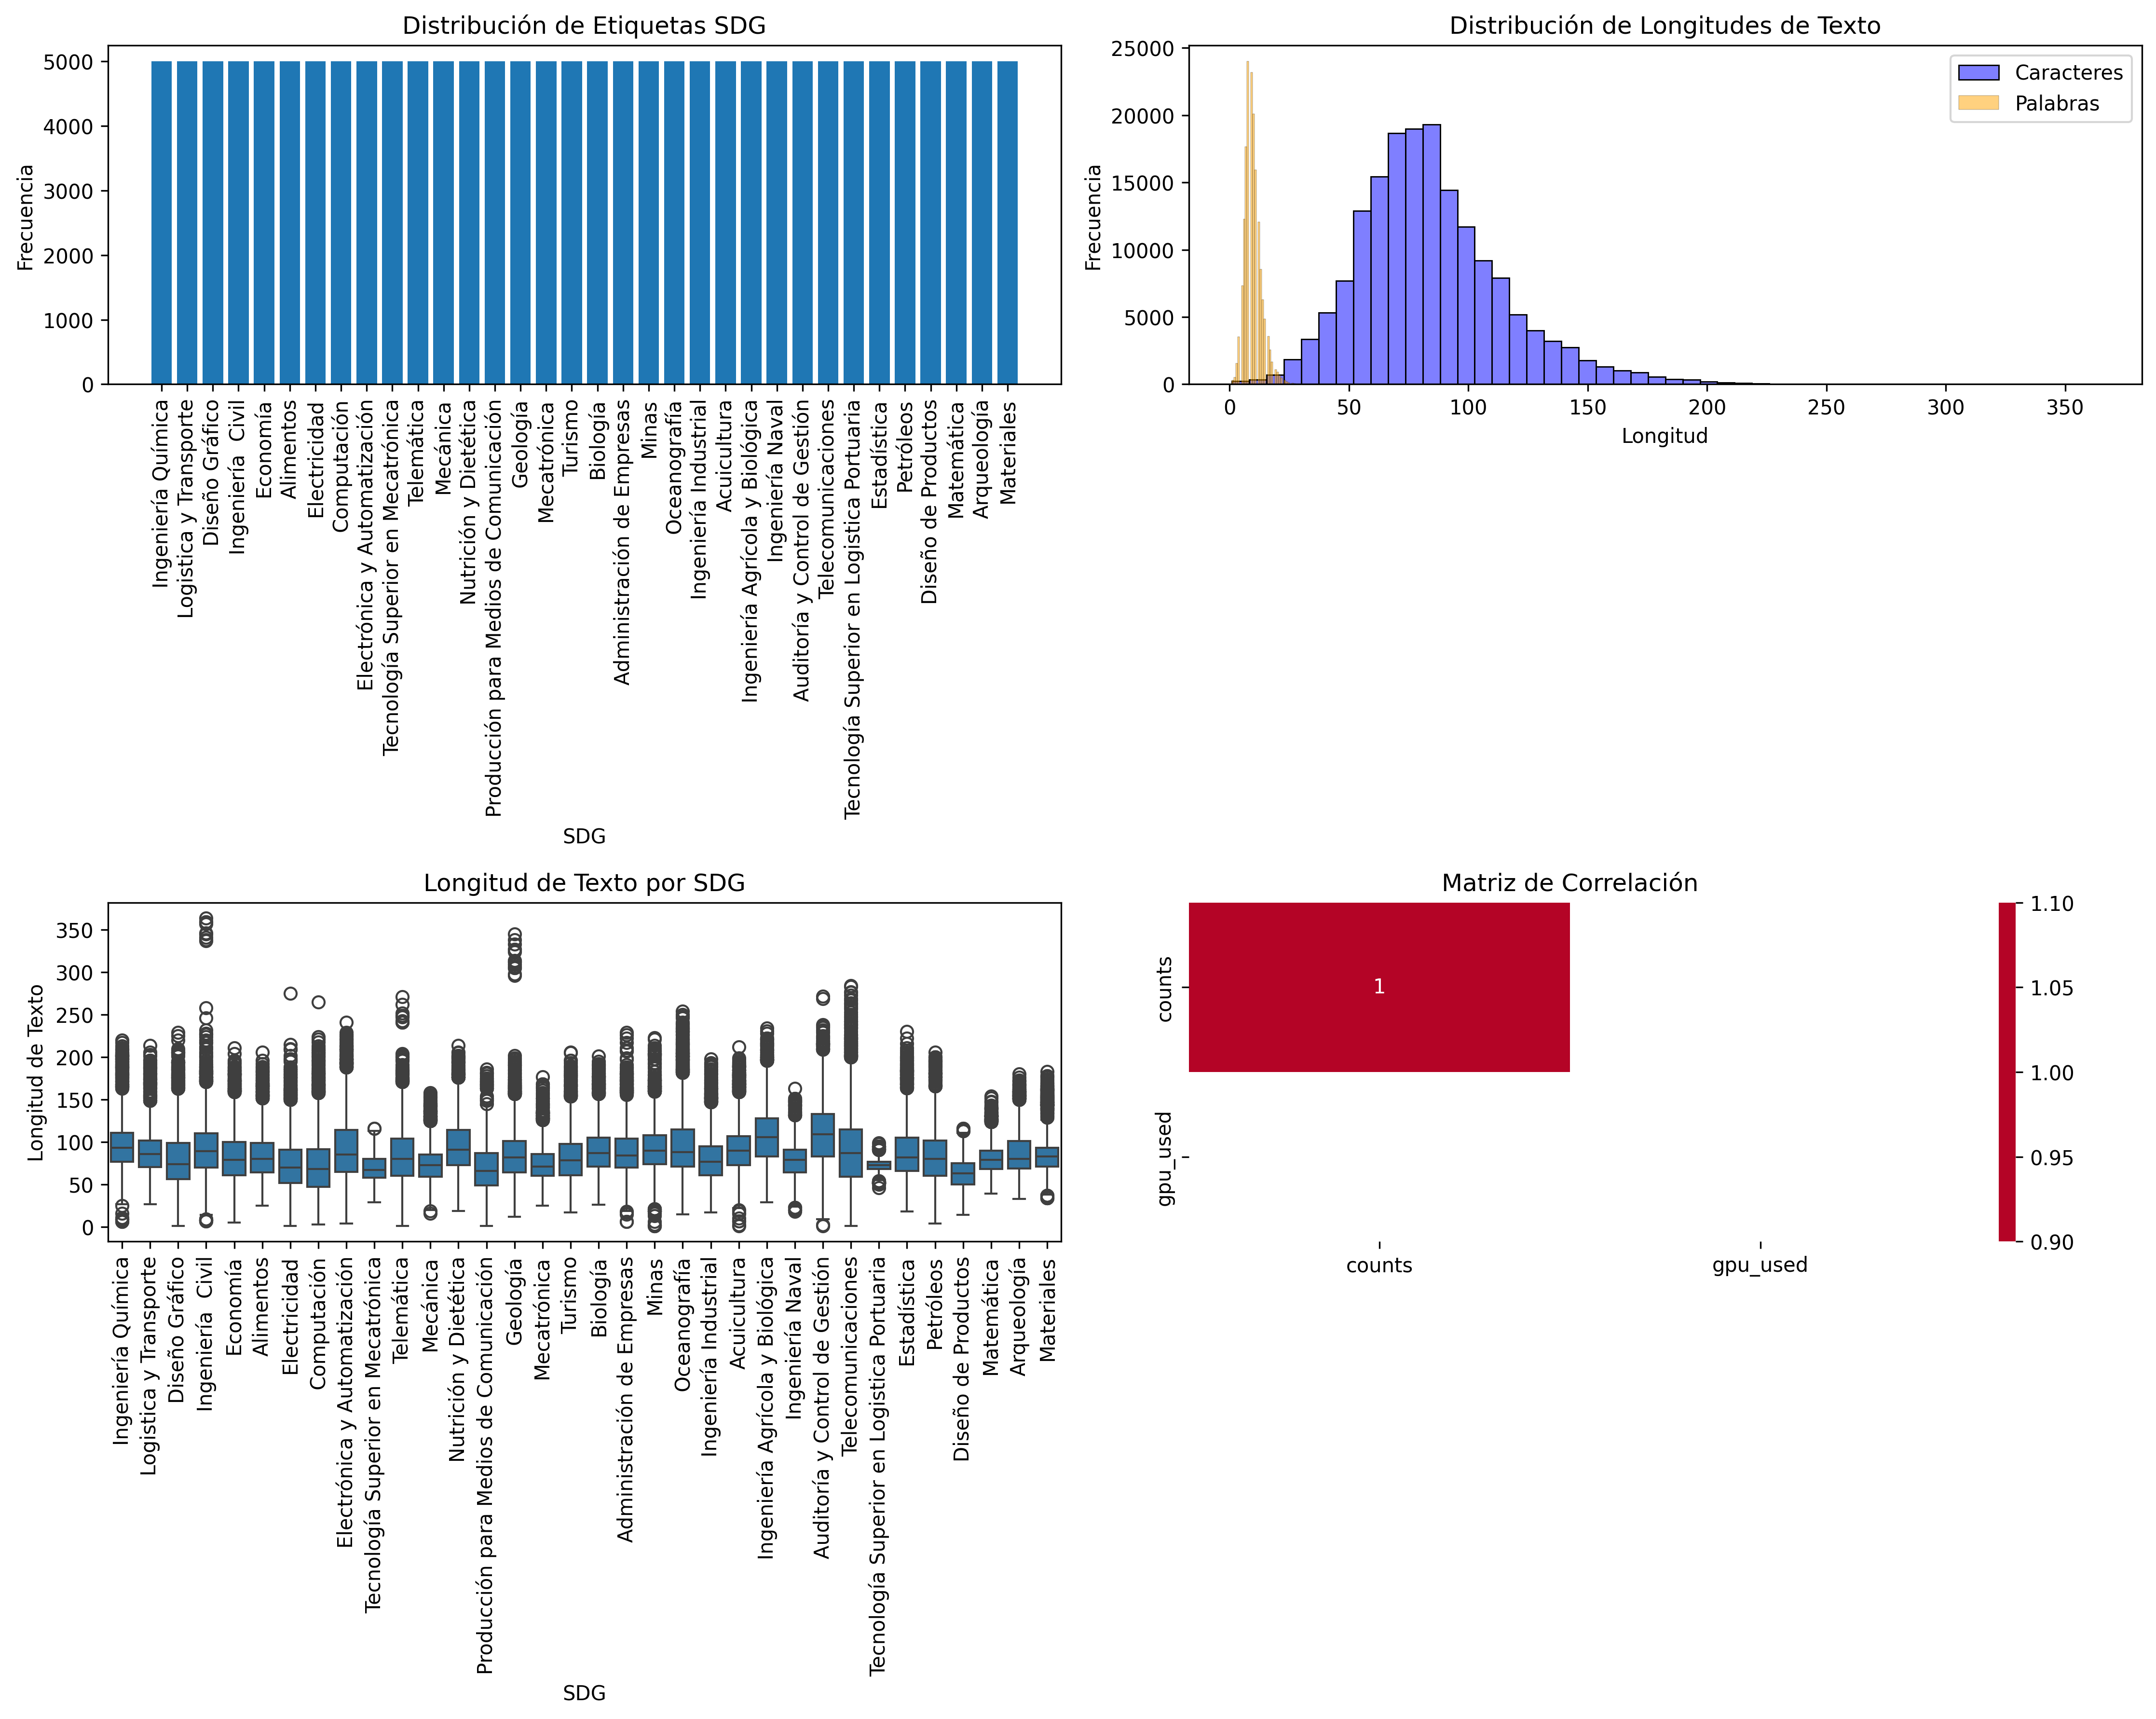 Distribución de Etiquetas SDG
Frecuencia
5000
4000
3000
2000
1000
0
Ingeniería Química
Logistica y Transporte
Diseño Gráfico
Ingeniería  Civil
Economía
Alimentos
Electricidad
Computación
Electrónica y Automatización
Tecnología Superior en Mecatrónica
Telemática
Mecánica
Nutrición y Dietética
Producción para Medios de Comunicación
Geología
Mecatrónica
Turismo
Biología
Administración de Empresas
Minas
Oceanografía
Ingeniería Industrial
Acuicultura
Ingeniería Agrícola y Biológica
Ingeniería Naval
Auditoría y Control de Gestión
Telecomunicaciones
Tecnología Superior en Logistica Portuaria
Estadística
Petróleos
Diseño de Productos
Matemática
Arqueología
Materiales
SDG
Distribución de Longitudes de Texto
Frecuencia
25000
20000
15000
10000
5000
0
Caracteres
Palabras
0 50 100 150 200 250 300 350
Longitud
Longitud de Texto por SDG
Longitud de Texto
350
300
250
200
150
100
50
0
Ingeniería Química
Logistica y Transporte
Diseño Gráfico
Ingeniería  Civil
Economía
Alimentos
Electricidad
Computación
Electrónica y Automatización
Tecnología Superior en Mecatrónica
Telemática
Mecánica
Nutrición y Dietética
Producción para Medios de Comunicación
Geología
Mecatrónica
Turismo
Biología
Administración de Empresas
Minas
Oceanografía
Ingeniería Industrial
Acuicultura
Ingeniería Agrícola y Biológica
Ingeniería Naval
Auditoría y Control de Gestión
Telecomunicaciones
Tecnología Superior en Logistica Portuaria
Estadística
Petróleos
Diseño de Productos
Matemática
Arqueología
Materiales
SDG
Matriz de Correlación
counts
gpu_used
1
counts gpu_used
1.10
1.05
1.00
0.95
0.90